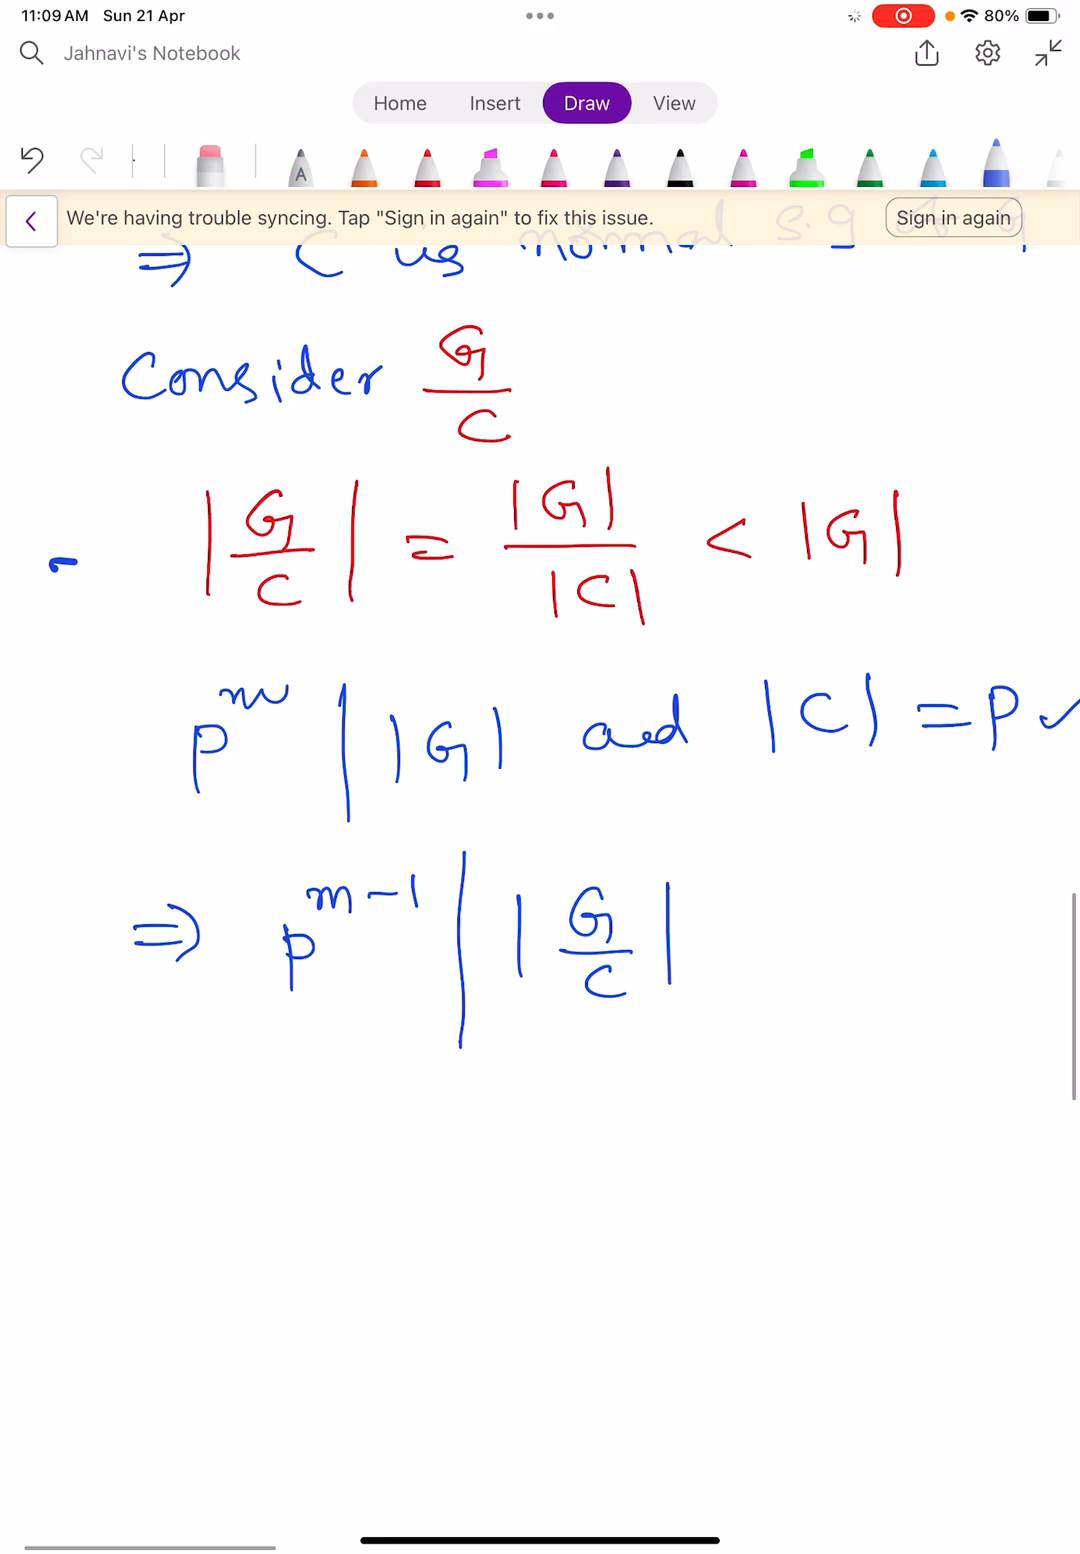 11:09 AM Sun 21 Apr 80%
Jahnavi's Notebook
Home Insert Draw View
A
We're having trouble syncing. Tap "Sign in again" to fix this issue. Sign in again
⇒ C is normal s.g of G
Consider G/C
|G/C| = |G|/|C| < |G|
p^m | |G| and |C| = p ✓
⇒ p^(m-1) | |G/C|